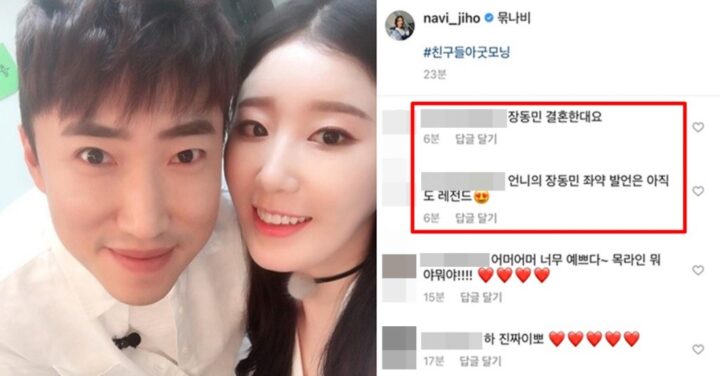 navi_jiho 묶나비
#친구들아굿모닝
23분
장동민 결혼한대요
6분 답글 달기
언니의 장동민 좌약 발언은 아직
도 레전드😍
6분 답글 달기
어머어머 너무 예쁘다~ 목라인 뭐
야뭐야!!!! ❤️❤️❤️❤️
15분 답글 달기
하 진짜이뽀 ❤️❤️❤️❤️❤️
17분 답글 달기